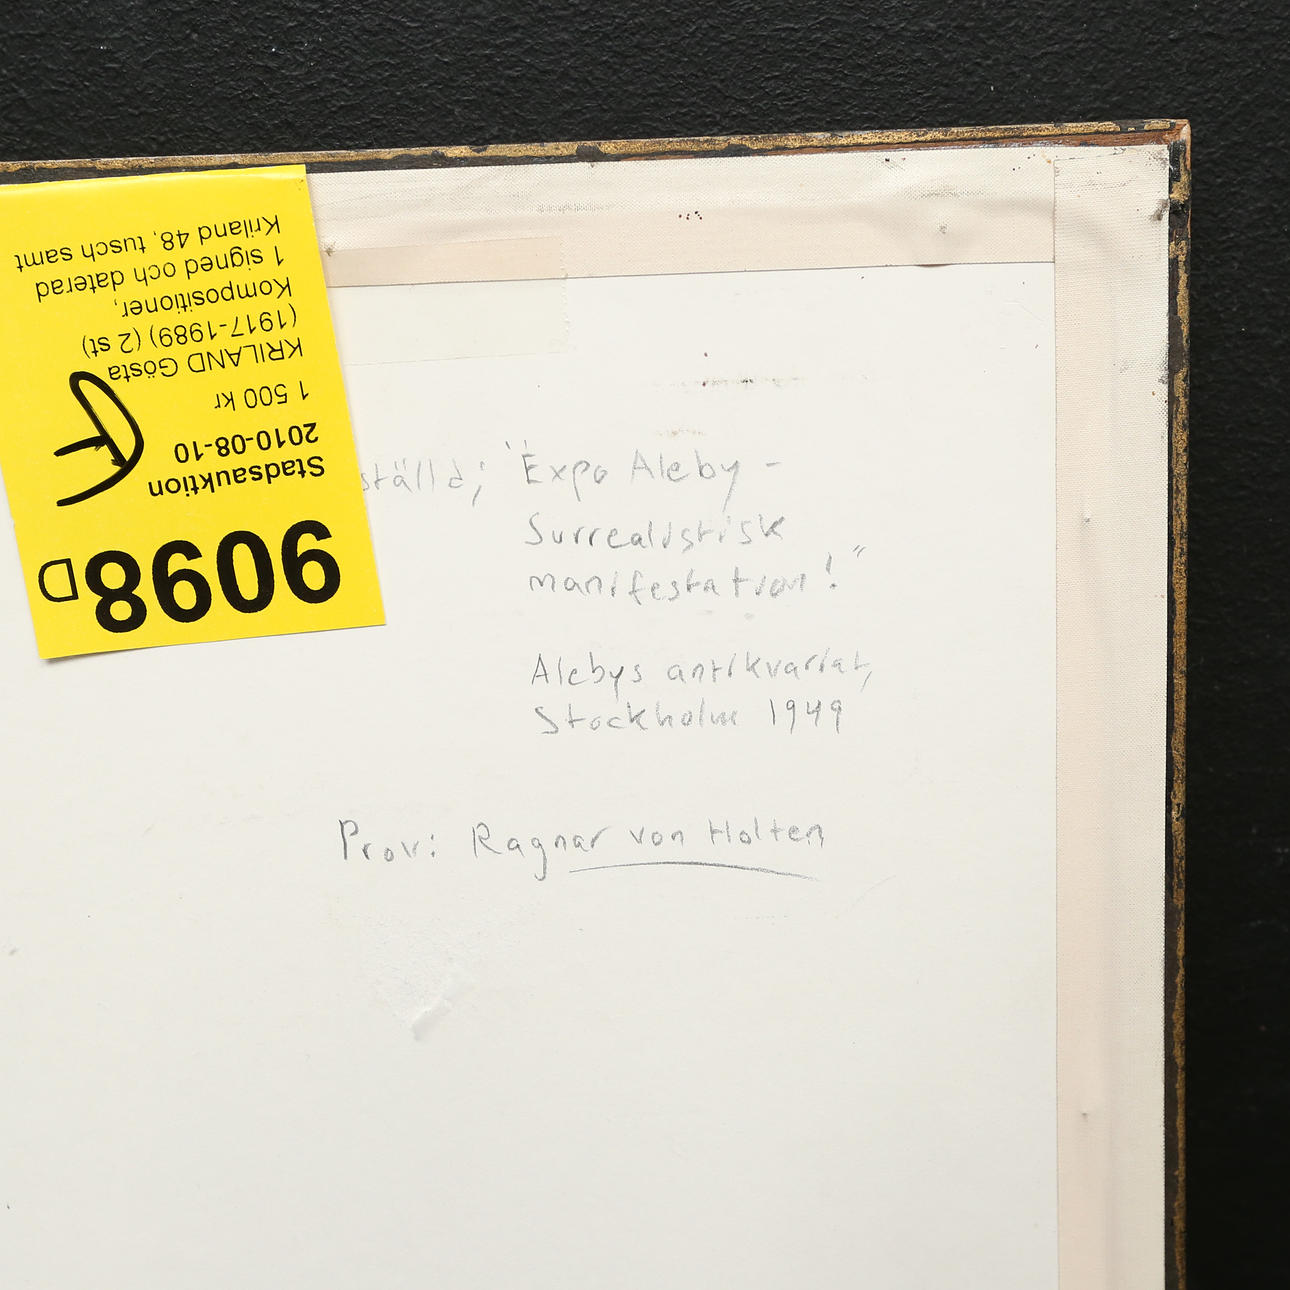 9098D
Stadsauktion
2010-08-10
1 500 kr
KRILAND Gösta
(1917-1989) (2 st)
Kompositioner,
1 signed och daterad
Kriland 48, tusch samt
F
ställd; "Expo Aleby -
Surrealistisk
manifestation!"
Alebys antikvariat,
Stockholm 1949
Prov: Ragnar von Holten